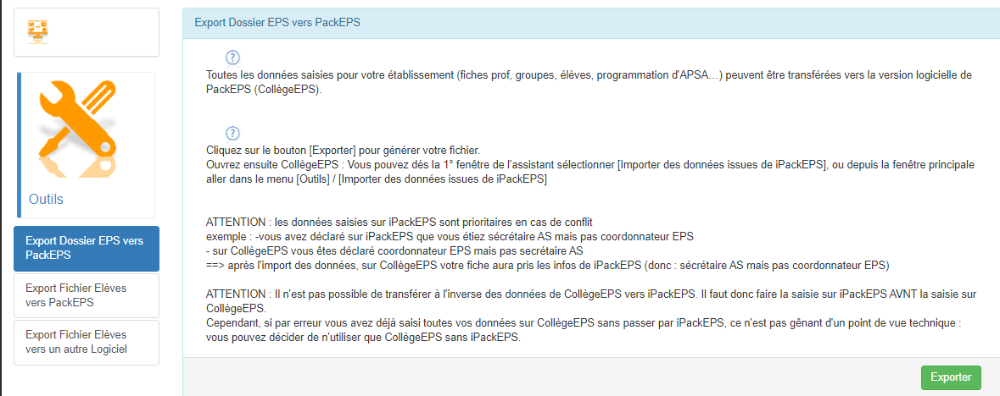 Export Dossier EPS vers PackEPS
?
Toutes les données saisies pour votre établissement (fiches prof, groupes, élèves, programmation d'APSA...) peuvent être transférées vers la version logicielle de
PackEPS (CollègeEPS).
?
Cliquez sur le bouton [Exporter] pour générer votre fichier.
Ouvrez ensuite CollègeEPS : Vous pouvez dès la 1° fenêtre de l'assistant sélectionner [Importer des données issues de iPackEPS], ou depuis la fenêtre principale
aller dans le menu [Outils] / [Importer des données issues de iPackEPS]
ATTENTION : les données saisies sur iPackEPS sont prioritaires en cas de conflit
exemple : -vous avez déclaré sur iPackEPS que vous étiez sécrétaire AS mais pas coordonnateur EPS
- sur CollègeEPS vous êtes déclaré coordonnateur EPS mais pas secrétaire AS
==> après l'import des données, sur CollègeEPS votre fiche aura pris les infos de iPackEPS (donc : sécrétaire AS mais pas coordonnateur EPS)
ATTENTION : Il n'est pas possible de transférer à l'inverse des données de CollègeEPS vers iPackEPS. Il faut donc faire la saisie sur iPackEPS AVNT la saisie sur
CollègeEPS.
Cependant, si par erreur vous avez déjà saisi toutes vos données sur CollègeEPS sans passer par iPackEPS, ce n'est pas gênant d'un point de vue technique :
vous pouvez décider de n'utiliser que CollègeEPS sans iPackEPS.
Exporter
Outils
Export Dossier EPS vers
PackEPS
Export Fichier Elèves
vers PackEPS
Export Fichier Elèves
vers un autre Logiciel